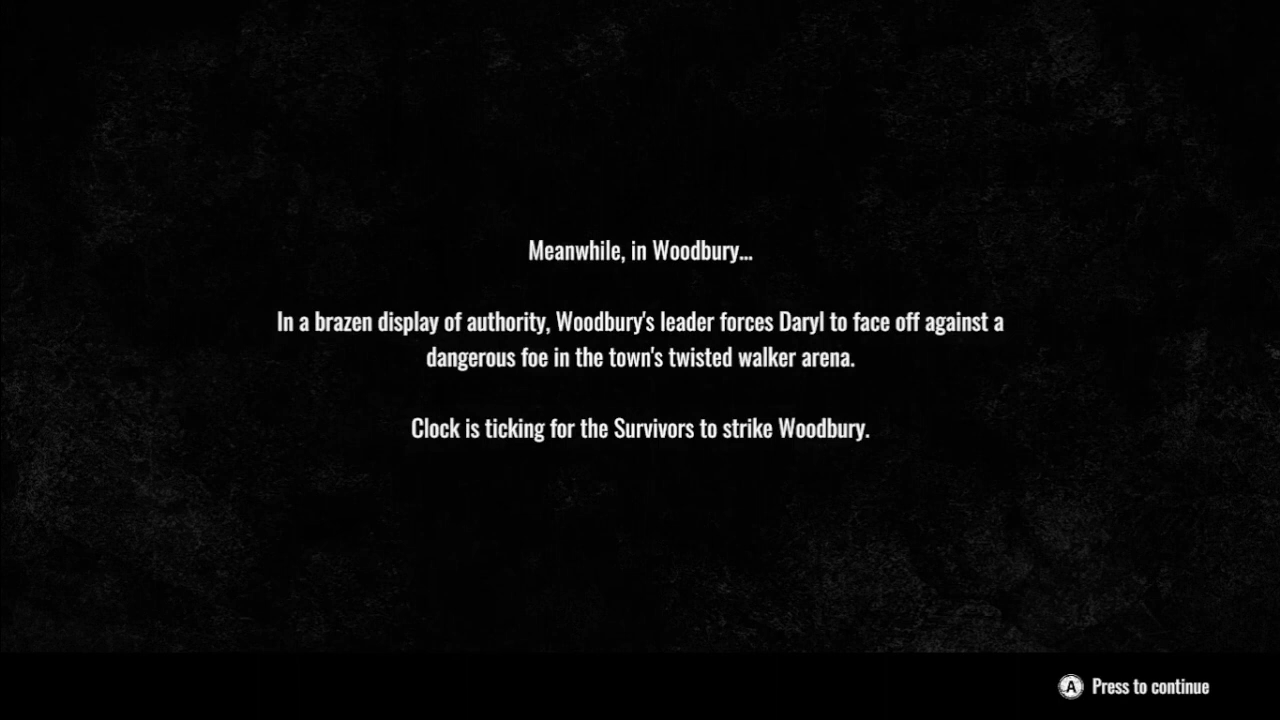 Meanwhile, in Woodbury...
In a brazen display of authority, Woodbury's leader forces Daryl to face off against a
dangerous foe in the town's twisted walker arena.
Clock is ticking for the Survivors to strike Woodbury.
A Press to continue